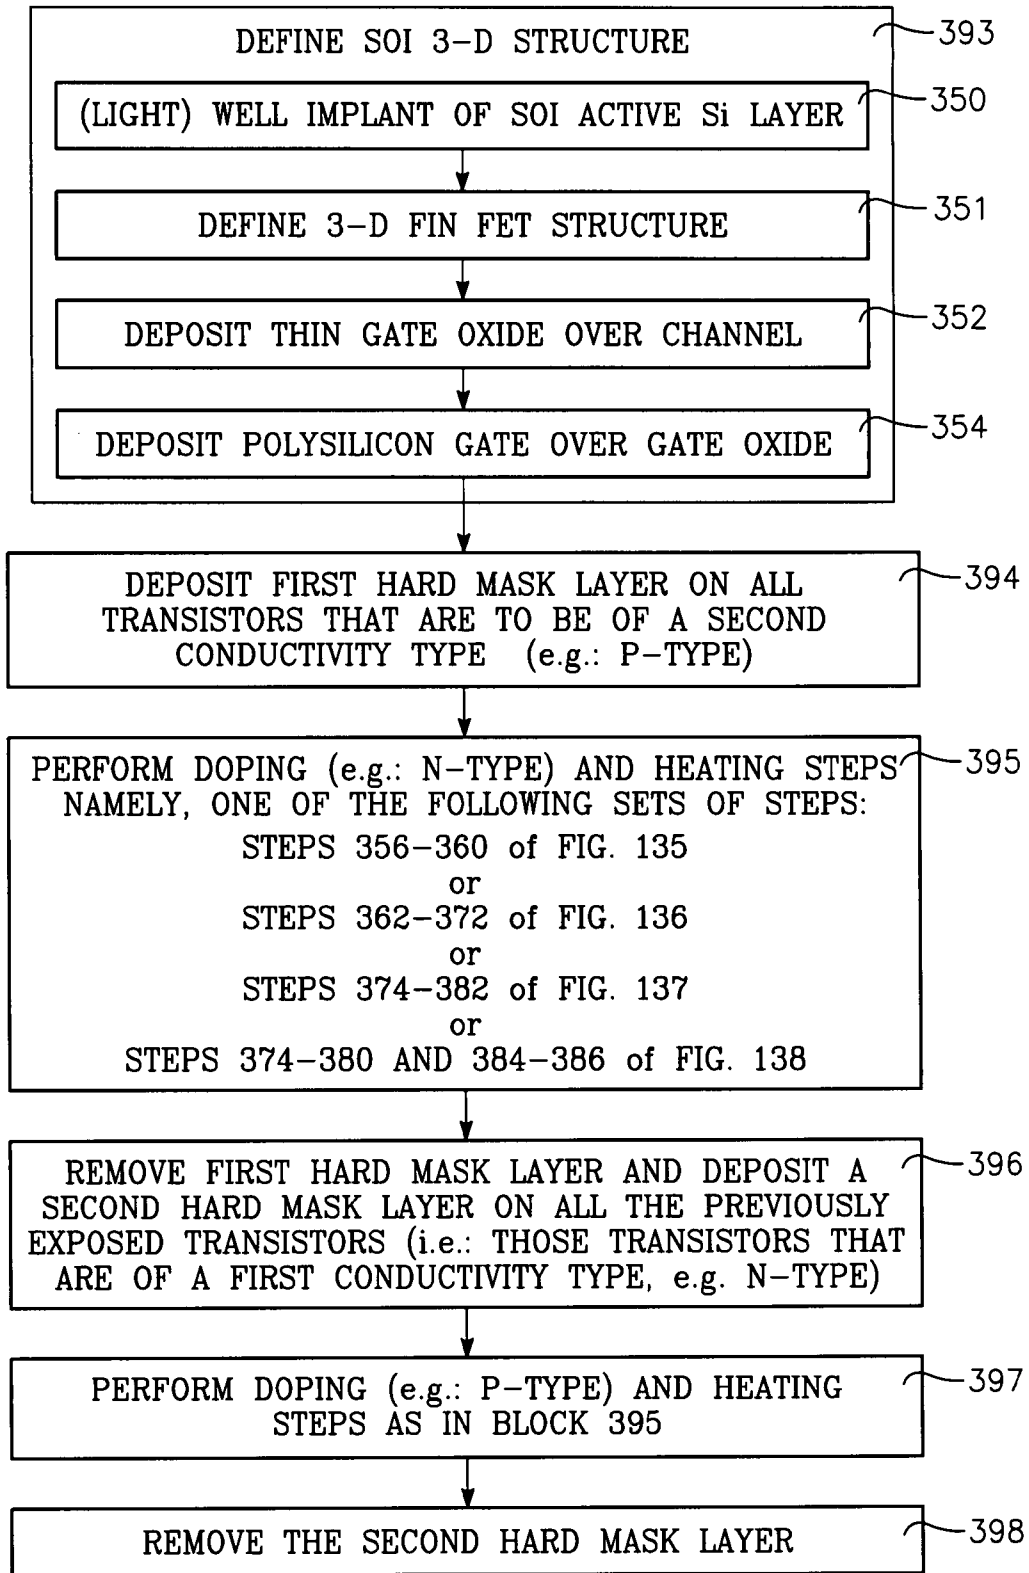 DEFINE SOI 3-D STRUCTURE
393
(LIGHT) WELL IMPLANT OF SOI ACTIVE Si LAYER
350
DEFINE 3-D FIN FET STRUCTURE
351
DEPOSIT THIN GATE OXIDE OVER CHANNEL
352
DEPOSIT POLYSILICON GATE OVER GATE OXIDE
354
DEPOSIT FIRST HARD MASK LAYER ON ALL
TRANSISTORS THAT ARE TO BE OF A SECOND
CONDUCTIVITY TYPE (e.g.: P-TYPE)
394
PERFORM DOPING (e.g.: N-TYPE) AND HEATING STEPS
NAMELY, ONE OF THE FOLLOWING SETS OF STEPS:
STEPS 356-360 of FIG. 135
or
STEPS 362-372 of FIG. 136
or
STEPS 374-382 of FIG. 137
or
STEPS 374-380 AND 384-386 of FIG. 138
395
REMOVE FIRST HARD MASK LAYER AND DEPOSIT A
SECOND HARD MASK LAYER ON ALL THE PREVIOUSLY
EXPOSED TRANSISTORS (i.e.: THOSE TRANSISTORS THAT
ARE OF A FIRST CONDUCTIVITY TYPE, e.g. N-TYPE)
396
PERFORM DOPING (e.g.: P-TYPE) AND HEATING
STEPS AS IN BLOCK 395
397
REMOVE THE SECOND HARD MASK LAYER
398